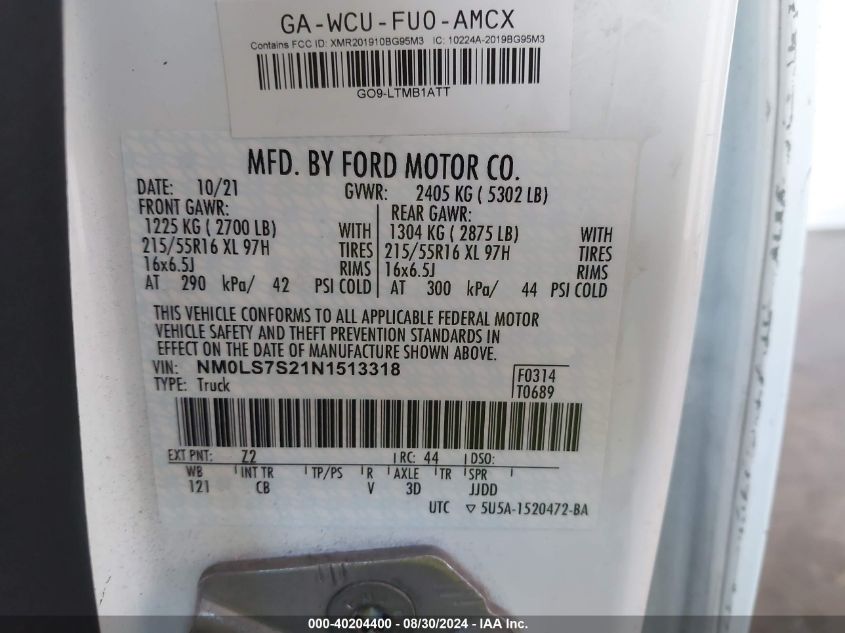 GA-WCU-FU0-AMCX
Contains FCC ID: XMR201910BG95M3 IC: 10224A-2019BG95M3
GO9-LTMB1ATT
MFD. BY FORD MOTOR CO.
DATE: 10/21 GVWR: 2405 KG ( 5302 LB)
FRONT GAWR: REAR GAWR:
1225 KG ( 2700 LB) WITH 1304 KG ( 2875 LB) WITH
215/55R16 XL 97H TIRES 215/55R16 XL 97H TIRES
16x6.5J RIMS 16x6.5J RIMS
AT 290 kPa/ 42 PSI COLD AT 300 kPa/ 44 PSI COLD
THIS VEHICLE CONFORMS TO ALL APPLICABLE FEDERAL MOTOR
VEHICLE SAFETY AND THEFT PREVENTION STANDARDS IN
EFFECT ON THE DATE OF MANUFACTURE SHOWN ABOVE.
VIN: NM0LS7S21N1513318 F0314
TYPE: Truck T0689
EXT PNT: Z2 RC: 44 DSO:
WB INT TR TP/PS R AXLE TR SPR
121 CB V 3D JJDD
UTC ▽ 5U5A-1520472-BA
000-40204400 - 08/30/2024 - IAAI.com